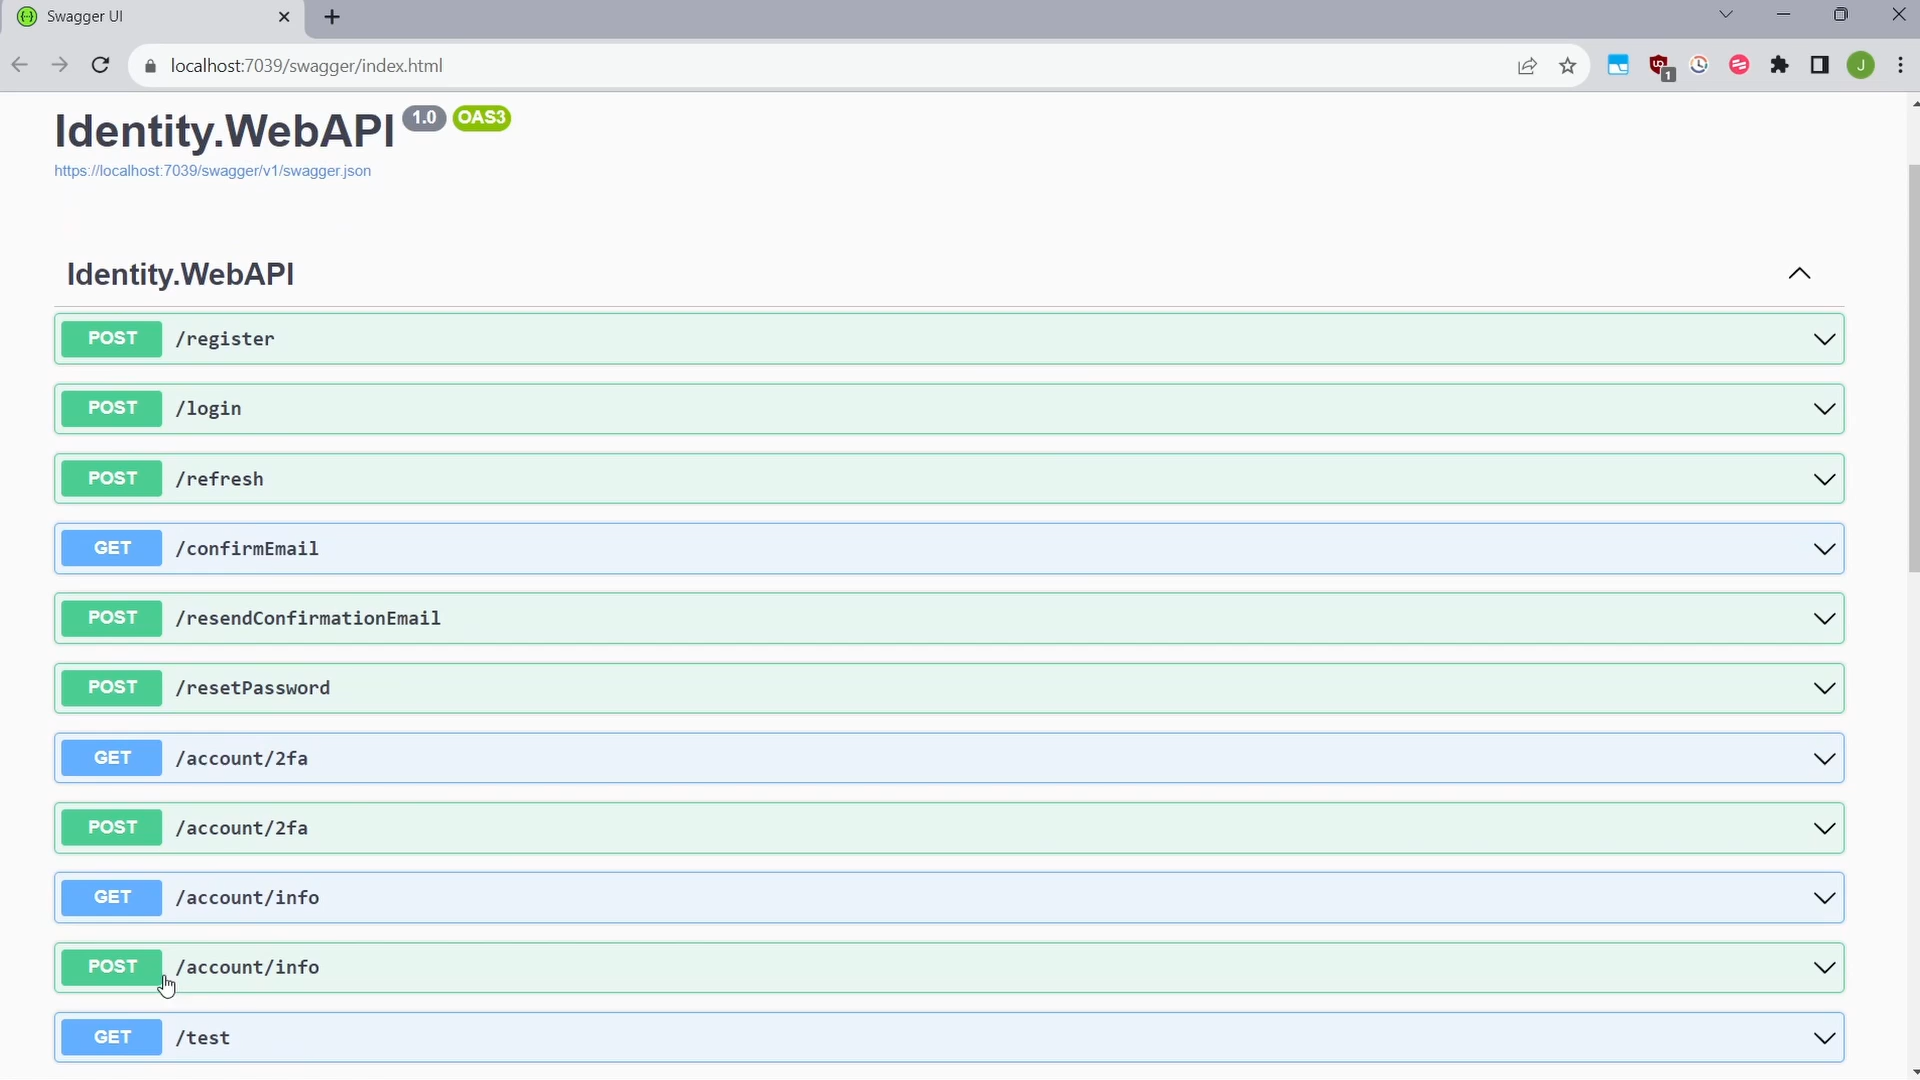 Swagger UI
localhost:7039/swagger/index.html
1
J
Identity.WebAPI 1.0 OAS3
https://localhost:7039/swagger/v1/swagger.json
Identity.WebAPI
POST /register
POST /login
POST /refresh
GET /confirmEmail
POST /resendConfirmationEmail
POST /resetPassword
GET /account/2fa
POST /account/2fa
GET /account/info
POST /account/info
GET /test